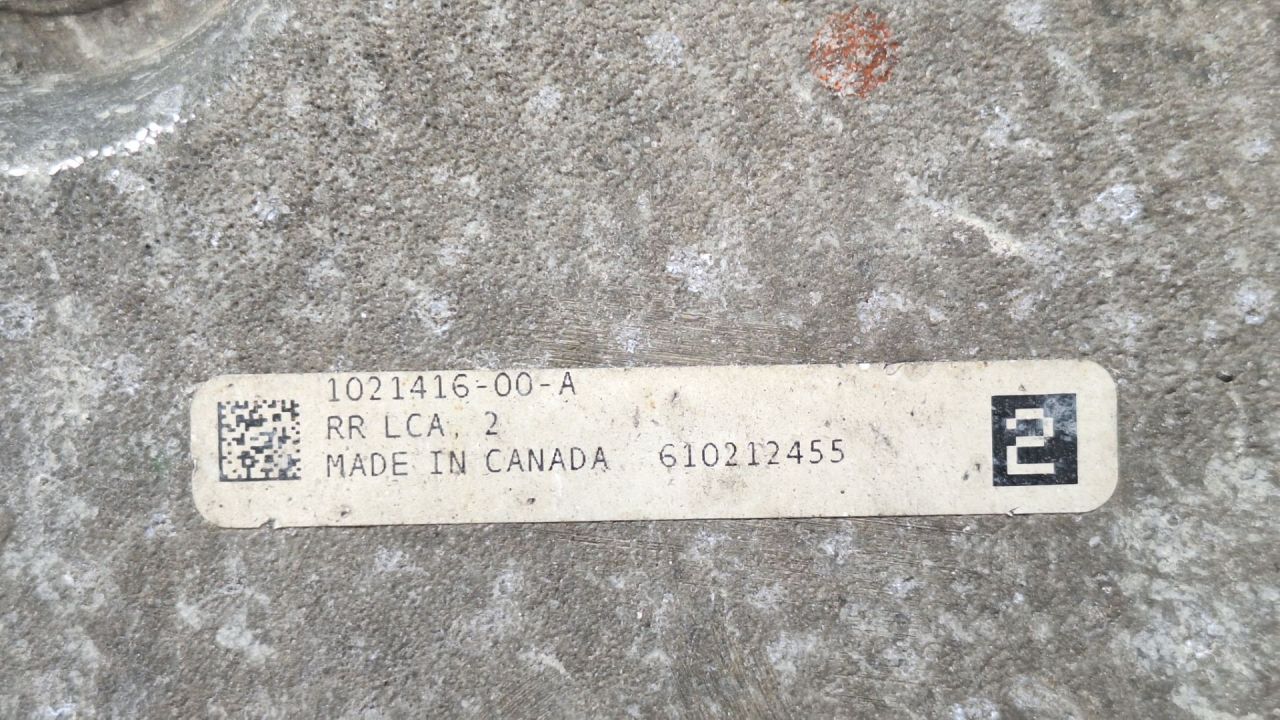 1021416-00-A
RR LCA, 2
MADE IN CANADA 610212455
2